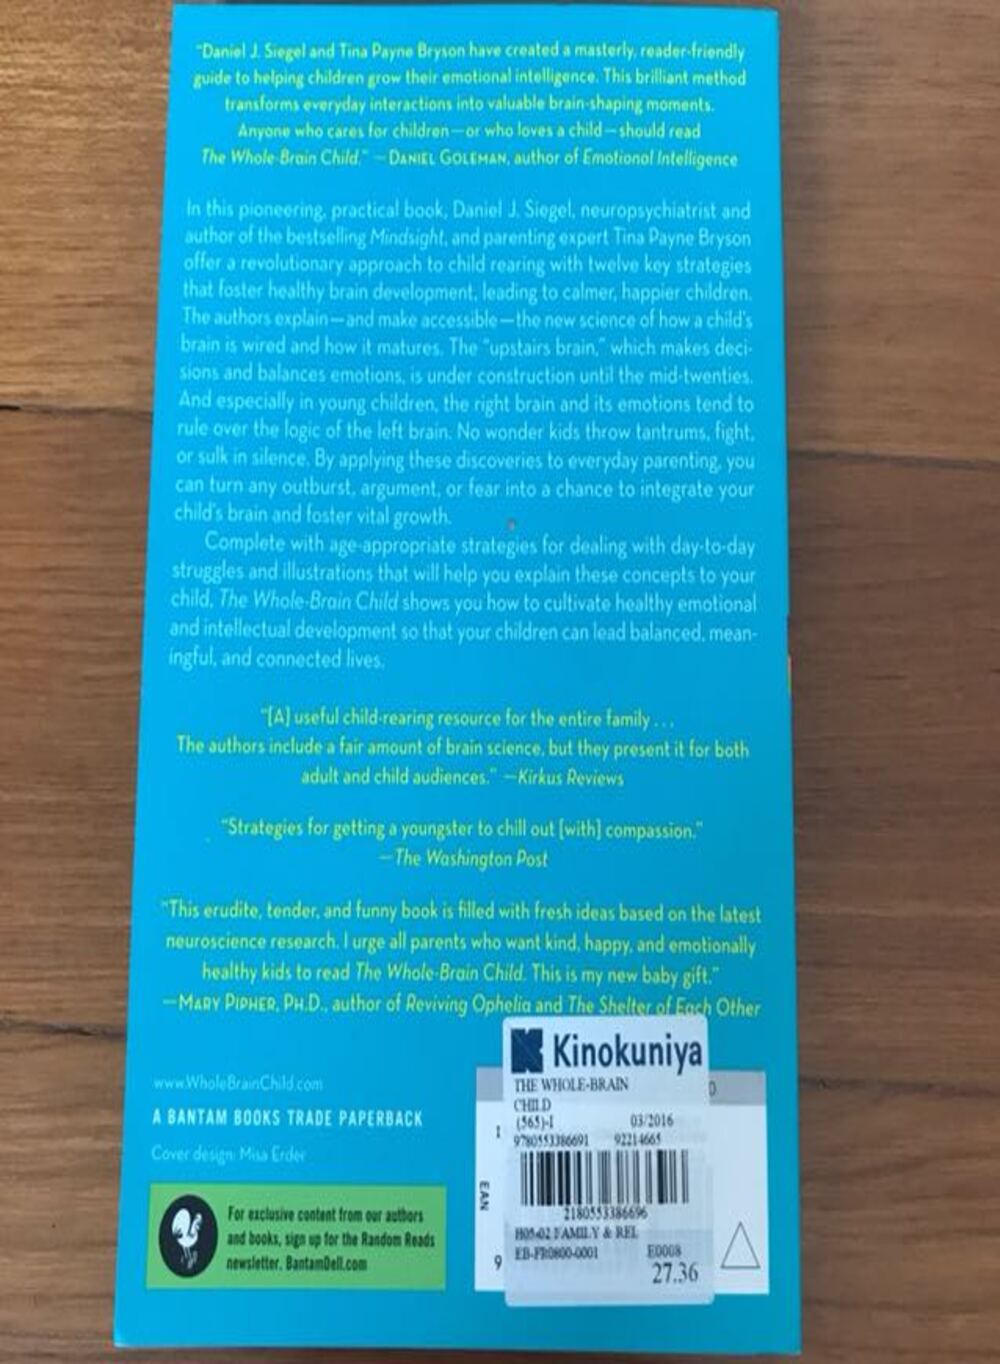 "Daniel J. Siegel and Tina Payne Bryson have created a masterly, reader-friendly
guide to helping children grow their emotional intelligence. This brilliant method
transforms everyday interactions into valuable brain-shaping moments.
Anyone who cares for children—or who loves a child—should read
The Whole-Brain Child." —DANIEL GOLEMAN, author of Emotional Intelligence
In this pioneering, practical book, Daniel J. Siegel, neuropsychiatrist and
author of the bestselling Mindsight, and parenting expert Tina Payne Bryson
offer a revolutionary approach to child rearing with twelve key strategies
that foster healthy brain development, leading to calmer, happier children.
The authors explain—and make accessible—the new science of how a child's
brain is wired and how it matures. The "upstairs brain," which makes deci-
sions and balances emotions, is under construction until the mid-twenties.
And especially in young children, the right brain and its emotions tend to
rule over the logic of the left brain. No wonder kids throw tantrums, fight,
or sulk in silence. By applying these discoveries to everyday parenting, you
can turn any outburst, argument, or fear into a chance to integrate your
child's brain and foster vital growth.
Complete with age-appropriate strategies for dealing with day-to-day
struggles and illustrations that will help you explain these concepts to your
child, The Whole-Brain Child shows you how to cultivate healthy emotional
and intellectual development so that your children can lead balanced, mean-
ingful, and connected lives.
"[A] useful child-rearing resource for the entire family . . .
The authors include a fair amount of brain science, but they present it for both
adult and child audiences." —Kirkus Reviews
"Strategies for getting a youngster to chill out [with] compassion."
—The Washington Post
"This erudite, tender, and funny book is filled with fresh ideas based on the latest
neuroscience research. I urge all parents who want kind, happy, and emotionally
healthy kids to read The Whole-Brain Child. This is my new baby gift."
—MARY PIPHER, PH.D., author of Reviving Ophelia and The Shelter of Each Other
www.WholeBrainChild.com
A BANTAM BOOKS TRADE PAPERBACK
Cover design: Misa Erder
For exclusive content from our authors
and books, sign up for the Random Reads
newsletter. BantamDell.com
Kinokuniya
THE WHOLE-BRAIN
CHILD
(565)-I 03/2016
9780553386691 92214665
2180553386696
H05-02 FAMILY & REL
EB-FR0800-0001 E0008
27.36
EAN
9